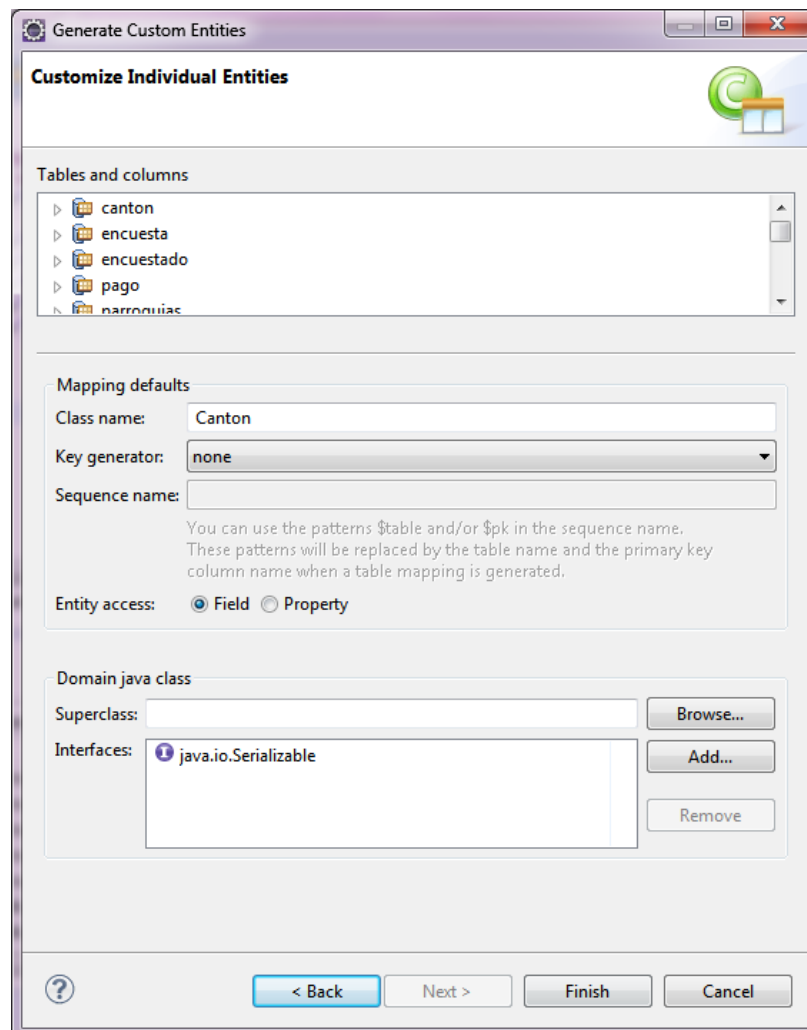 Generate Custom Entities
Customize Individual Entities
Tables and columns
canton
encuesta
encuestado
pago
parroquias
Mapping defaults
Class name: Canton
Key generator: none
Sequence name:
You can use the patterns $table and/or $pk in the sequence name.
These patterns will be replaced by the table name and the primary key
column name when a table mapping is generated.
Entity access: Field Property
Domain java class
Superclass: Browse...
Interfaces: java.io.Serializable Add...
Remove
< Back Next > Finish Cancel